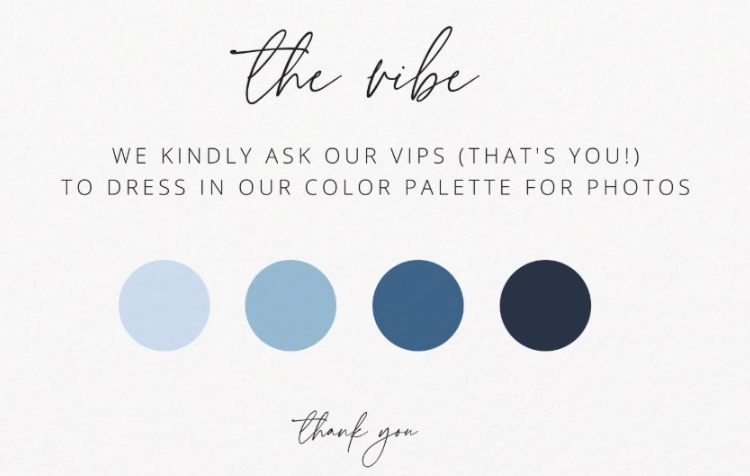 the vibe
WE KINDLY ASK OUR VIPS (THAT'S YOU!)
TO DRESS IN OUR COLOR PALETTE FOR PHOTOS
thank you